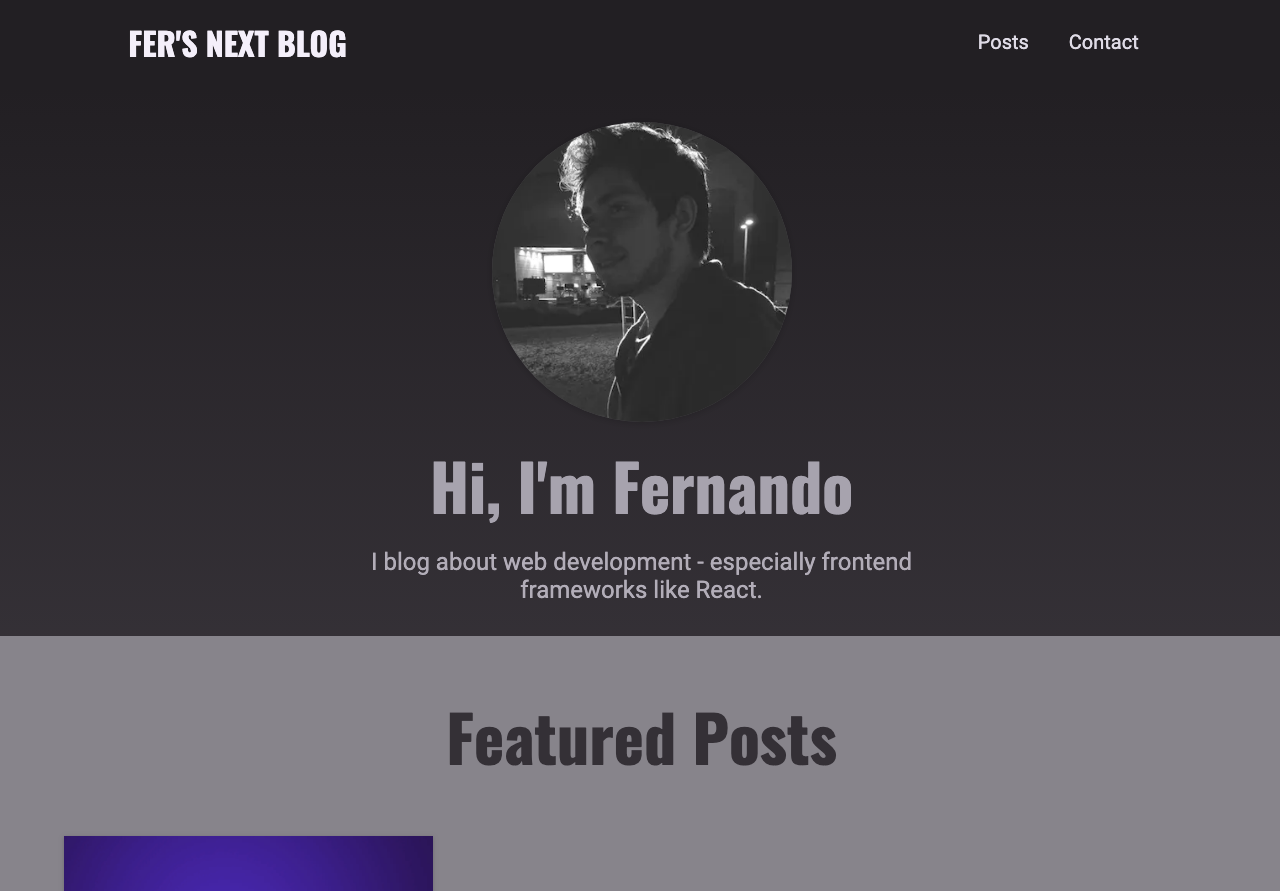 FER'S NEXT BLOG
Posts
Contact
Hi, I'm Fernando
I blog about web development - especially frontend
frameworks like React.
Featured Posts